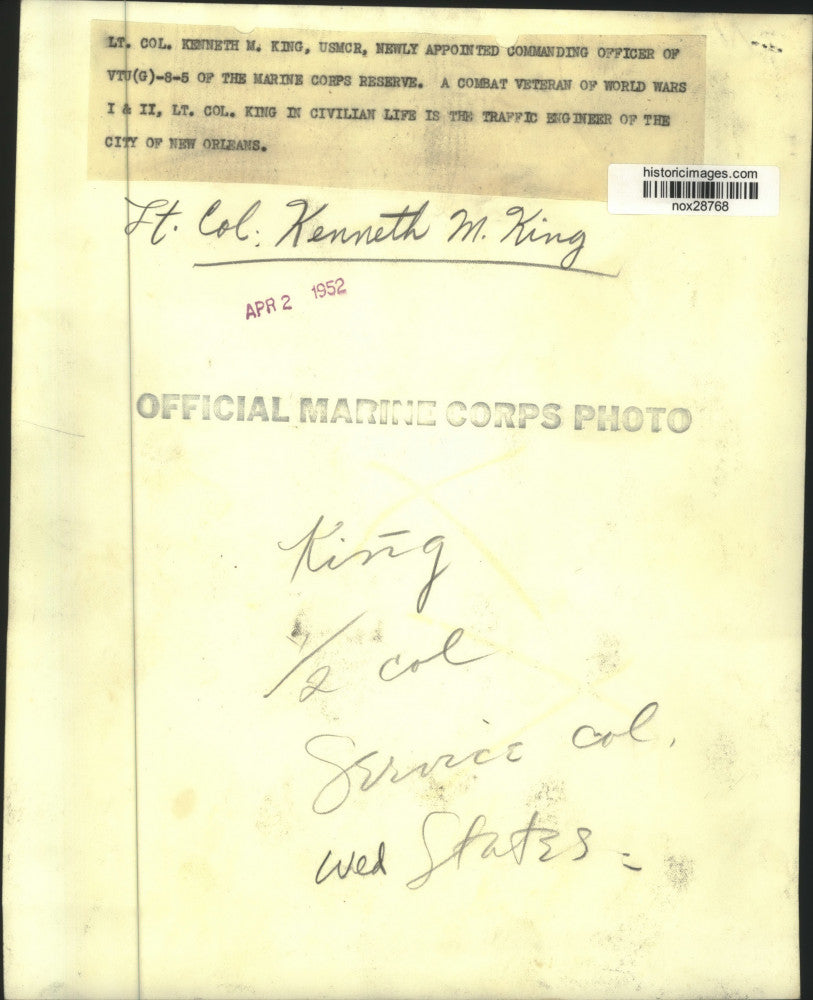 LT. COL. KENNETH M. KING, USMCR, NEWLY APPOINTED COMMANDING OFFICER OF
VTU(G)-8-5 OF THE MARINE CORPS RESERVE. A COMBAT VETERAN OF WORLD WARS
I & II, LT. COL. KING IN CIVILIAN LIFE IS THE TRAFFIC ENGINEER OF THE
CITY OF NEW ORLEANS.
historicimages.com
nox28768
Lt. Col. Kenneth M. King
APR 2 1952
OFFICIAL MARINE CORPS PHOTO
King
1/2 col
Service col.
Wed States =